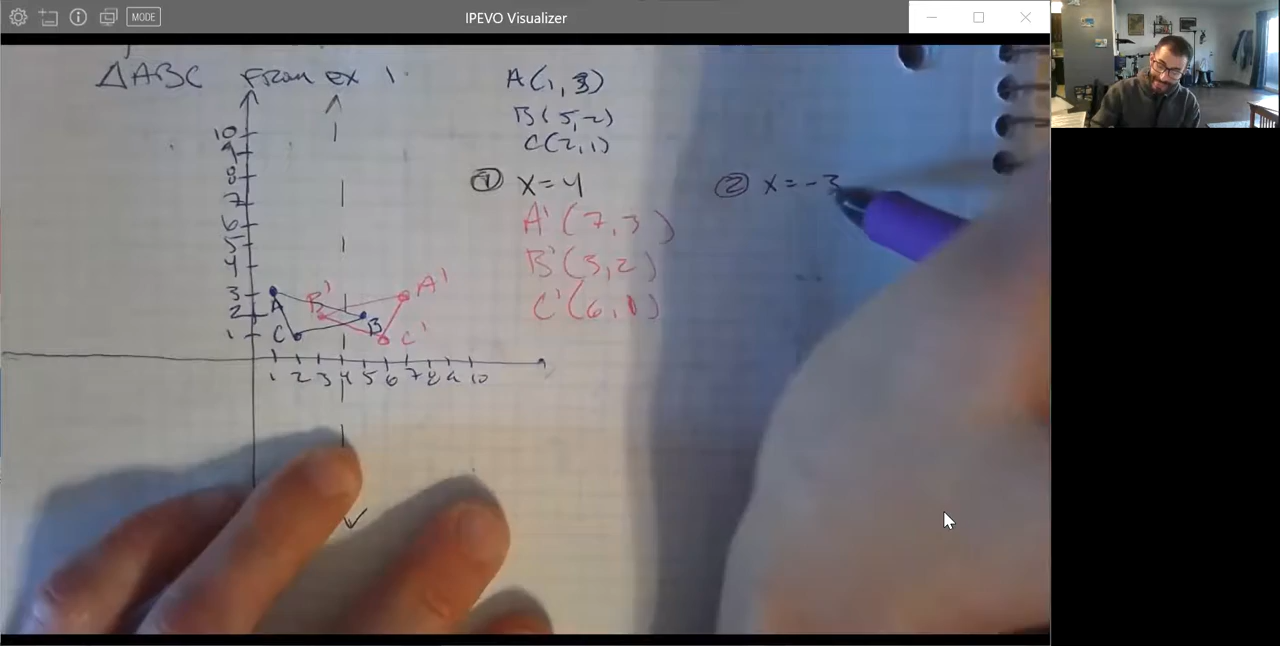 IPEVO Visualizer
MODE
△ABC From ex 1.
A(1, 3)
B(5, 2)
C(2, 1)
① x = 4
A'(7, 3)
B'(3, 2)
C'(6, 1)
② x = -3
10
9
8
7
6
5
4
3
2
1
A
B
C
A'
B'
C'
1 2 3 4 5 6 7 8 9 10